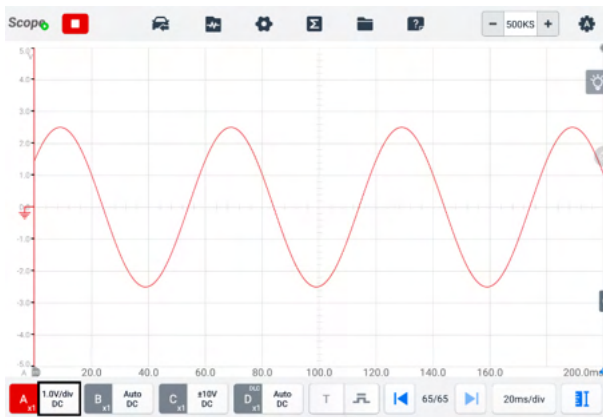 Scope
Σ
?
- 500KS +
A
5.0
V
4.0
3.0
2.0
1.0
0.0
-1.0
-2.0
-3.0
-4.0
-5.0
A 20.0 40.0 60.0 80.0 100.0 120.0 140.0 160.0 200.0ms
A x1 1.0V/div DC
B x1 Auto DC
C x1 ±10V DC
DLC D x1 Auto DC
T
65/65
20ms/div